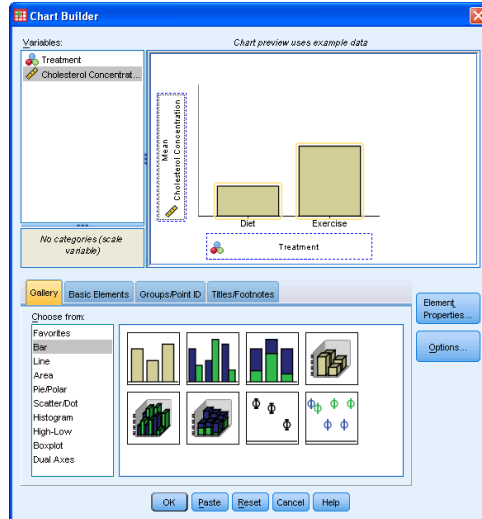 Chart Builder
Variables:
Chart preview uses example data
Treatment
Cholesterol Concentrat...
Mean
Cholesterol Concentration
Diet
Exercise
Treatment
No categories (scale
variable)
Gallery
Basic Elements
Groups/Point ID
Titles/Footnotes
Choose from:
Favorites
Bar
Line
Area
Pie/Polar
Scatter/Dot
Histogram
High-Low
Boxplot
Dual Axes
Element
Properties...
Options...
OK
Paste
Reset
Cancel
Help